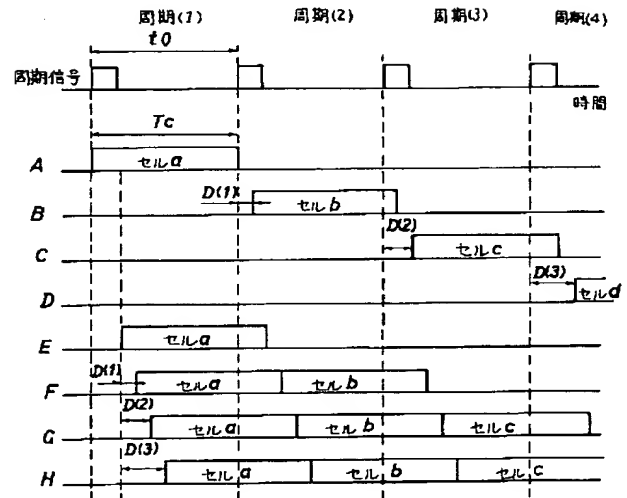 周期(1) 周期(2) 周期(3) 周期(4)
t0
周期信号
時間
Tc
A セルa
B D(1) セルb
C D(2) セルc
D D(3) セルd
E セルa
F D(1) セルa セルb
G D(2) セルa セルb セルc
H D(3) セルa セルb セルc